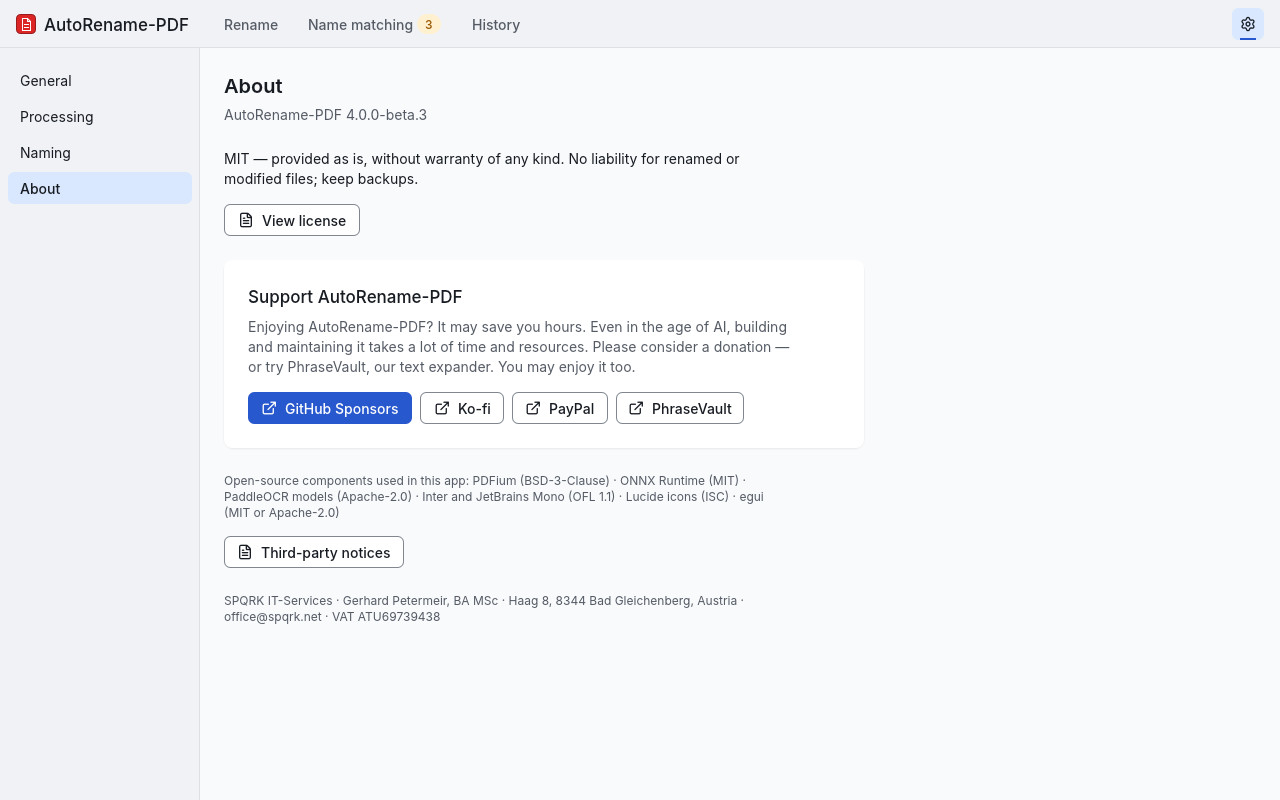 AutoRename-PDF
Rename
Name matching 3
History
General
Processing
Naming
About
About
AutoRename-PDF 4.0.0-beta.3
MIT — provided as is, without warranty of any kind. No liability for renamed or
modified files; keep backups.
View license
Support AutoRename-PDF
Enjoying AutoRename-PDF? It may save you hours. Even in the age of AI, building
and maintaining it takes a lot of time and resources. Please consider a donation —
or try PhraseVault, our text expander. You may enjoy it too.
GitHub Sponsors
Ko-fi
PayPal
PhraseVault
Open-source components used in this app: PDFium (BSD-3-Clause) · ONNX Runtime (MIT) ·
PaddleOCR models (Apache-2.0) · Inter and JetBrains Mono (OFL 1.1) · Lucide icons (ISC) · egui
(MIT or Apache-2.0)
Third-party notices
SPQRK IT-Services · Gerhard Petermeir, BA MSc · Haag 8, 8344 Bad Gleichenberg, Austria ·
office@spqrk.net · VAT ATU69739438